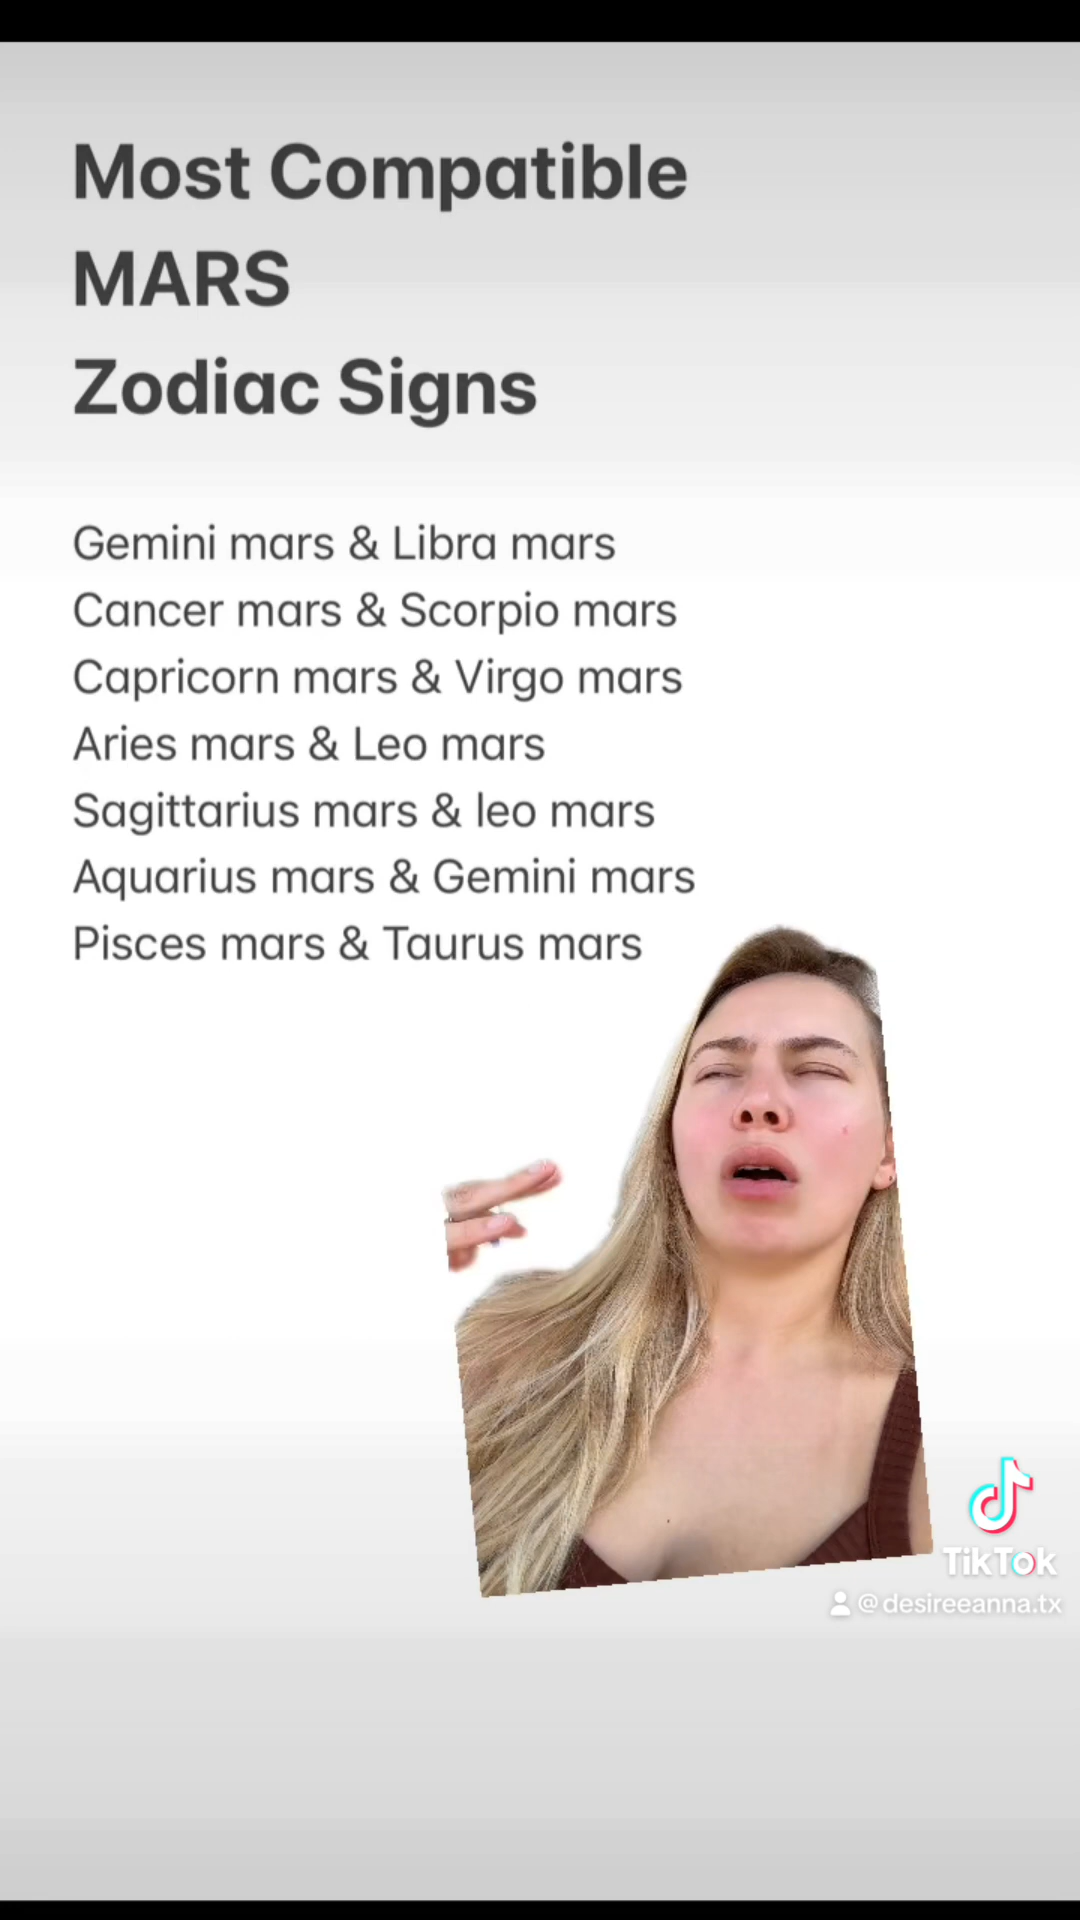 Most Compatible
MARS
Zodiac Signs
Gemini mars & Libra mars
Cancer mars & Scorpio mars
Capricorn mars & Virgo mars
Aries mars & Leo mars
Sagittarius mars & leo mars
Aquarius mars & Gemini mars
Pisces mars & Taurus mars
TikTok
@desireeanna.tx